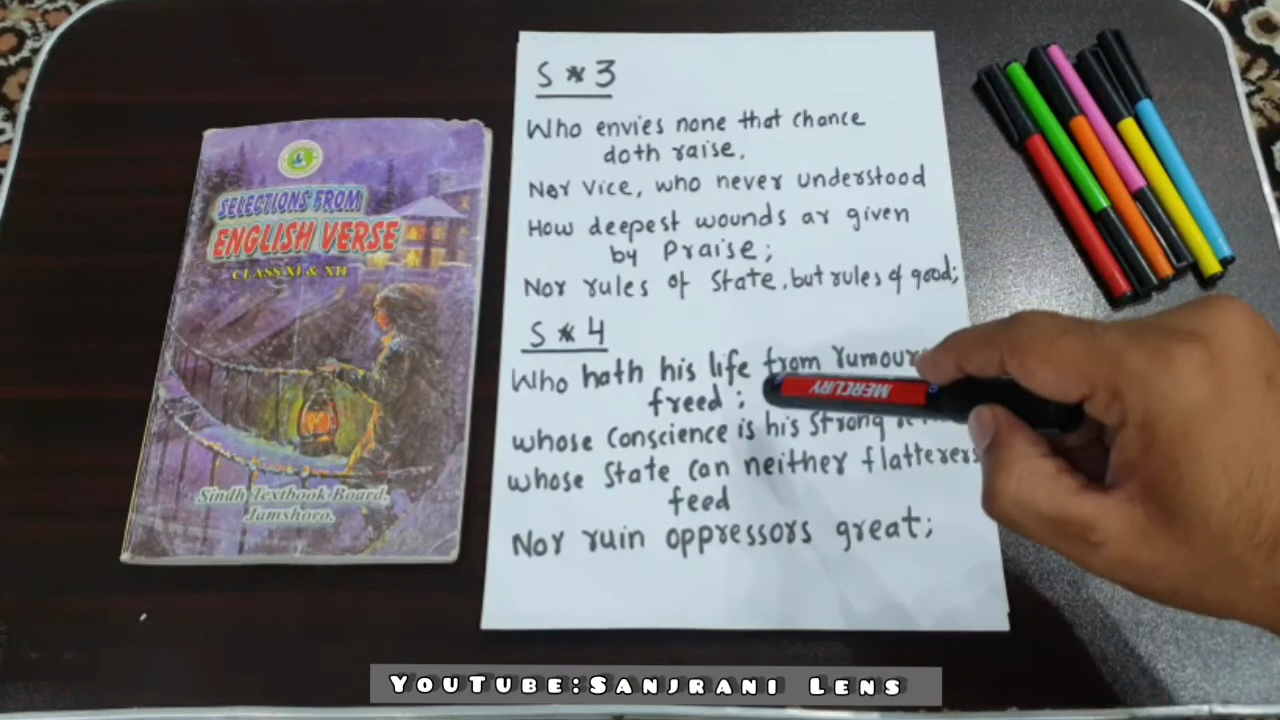 SELECTIONS FROM
ENGLISH VERSE
CLASS XI & XII
Sindh Textbook Board,
Jamshoro.
S * 3
Who envies none that chance
doth raise,
Nor Vice, who never understood
How deepest wounds ar given
by Praise;
Nor rules of State, but rules of good;
S * 4
Who hath his life from rumours
freed;
whose Conscience is his Strong
whose State can neither flatterers
feed
Nor ruin oppressors great;
MERCURY
YouTube:Sanjrani Lens